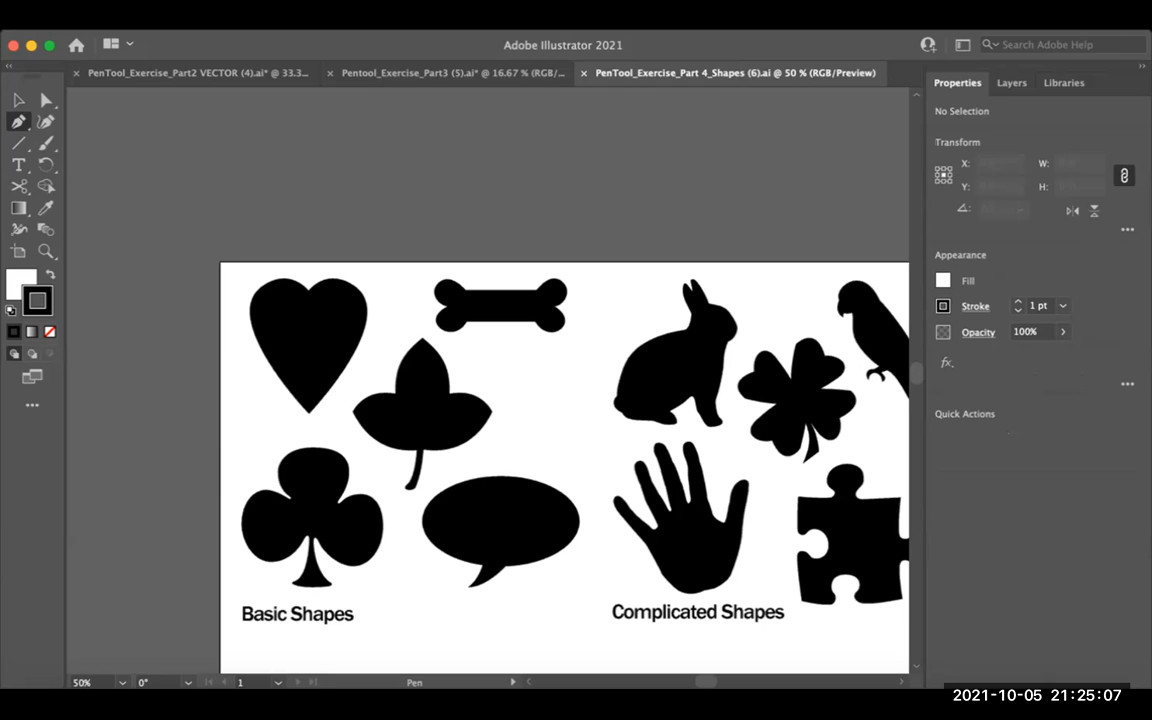 Adobe Illustrator 2021
Search Adobe Help
PenTool_Exercise_Part2 VECTOR (4).ai* @ 33.3...
Pentool_Exercise_Part3 (5).ai* @ 16.67 % (RGB/...
PenTool_Exercise_Part 4_Shapes (6).ai @ 50 % (RGB/Preview)
Properties
Layers
Libraries
No Selection
Transform
X:
W:
Y:
H:
Appearance
Fill
Stroke
1 pt
Opacity
100%
fx.
Quick Actions
Basic Shapes
Complicated Shapes
50%
0°
1
Pen
2021-10-05 21:25:07